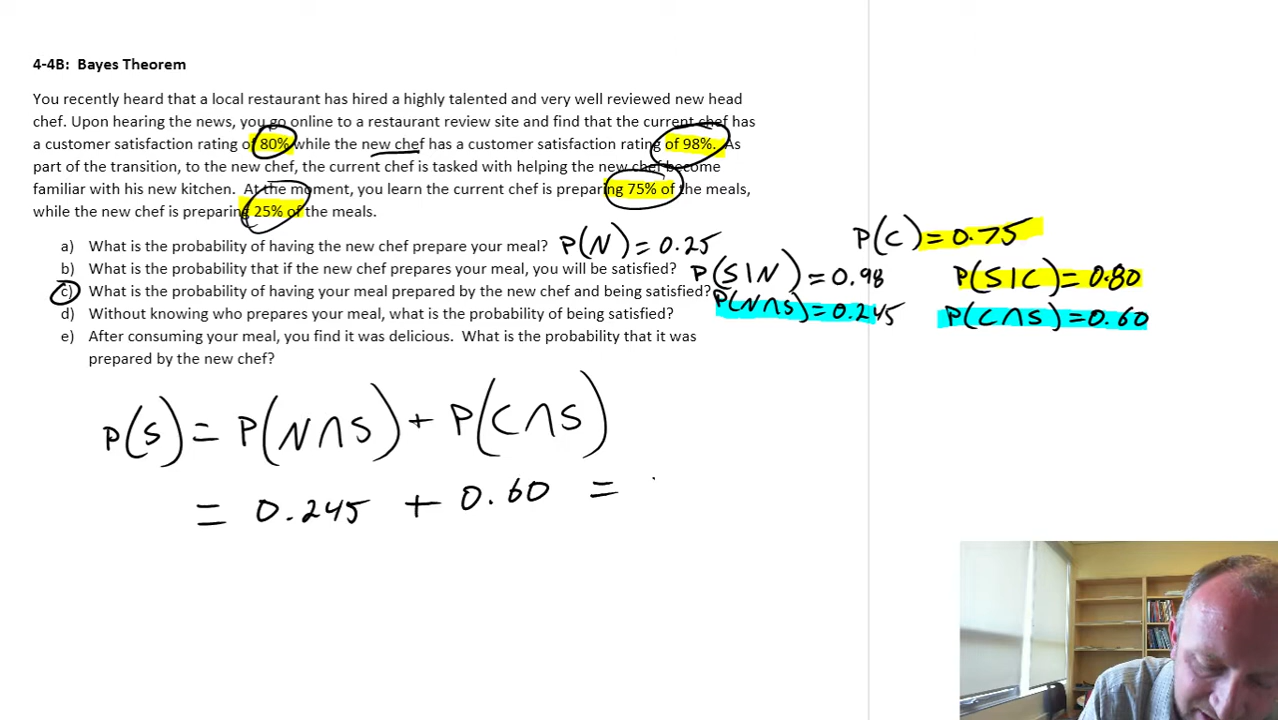 4-4B: Bayes Theorem
You recently heard that a local restaurant has hired a highly talented and very well reviewed new head
chef. Upon hearing the news, you go online to a restaurant review site and find that the current chef has
a customer satisfaction rating of 80% while the new chef has a customer satisfaction rating of 98%. As
part of the transition, to the new chef, the current chef is tasked with helping the new chef become
familiar with his new kitchen. At the moment, you learn the current chef is preparing 75% of the meals,
while the new chef is preparing 25% of the meals.
a) What is the probability of having the new chef prepare your meal? P(N) = 0.25 P(C) = 0.75
b) What is the probability that if the new chef prepares your meal, you will be satisfied? P(S|N) = 0.98 P(S|C) = 0.80
c) What is the probability of having your meal prepared by the new chef and being satisfied? P(N∩S) = 0.245 P(C∩S) = 0.60
d) Without knowing who prepares your meal, what is the probability of being satisfied?
e) After consuming your meal, you find it was delicious. What is the probability that it was
prepared by the new chef?
P(S) = P(N∩S) + P(C∩S)
= 0.245 + 0.60 =